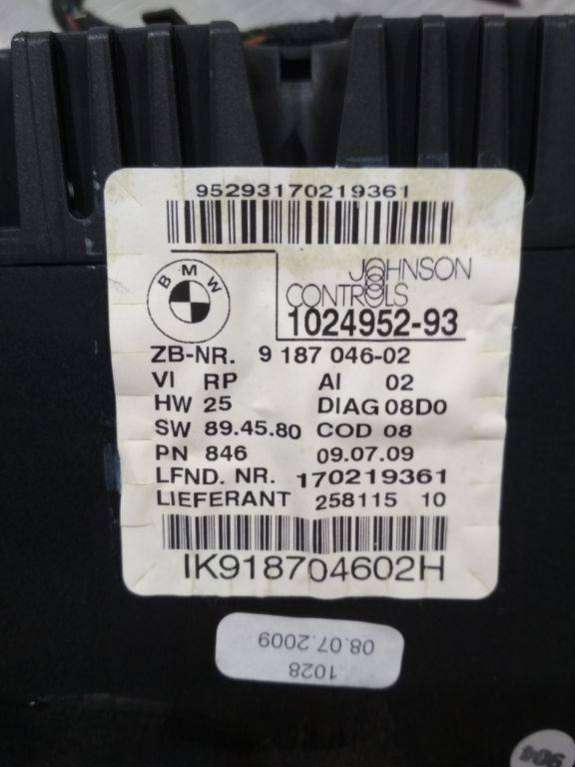 95293170219361
BMW
JOHNSON
CONTROLS
1024952-93
ZB-NR. 9 187 046-02
VI RP AI 02
HW 25 DIAG 08D0
SW 89.45.80 COD 08
PN 846 09.07.09
LFND. NR. 170219361
LIEFERANT 258115 10
IK918704602H
08.07.2009
1028
904